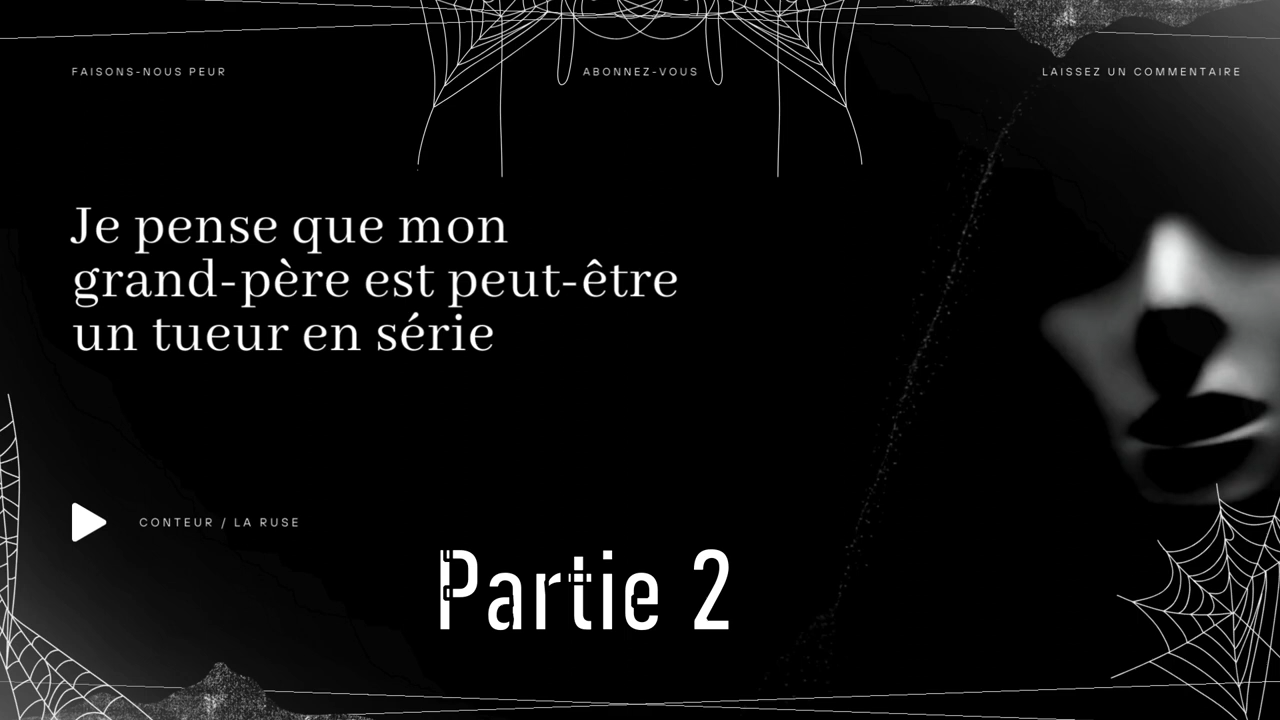 FAISONS-NOUS PEUR
ABONNEZ-VOUS
LAISSEZ UN COMMENTAIRE
Je pense que mon
grand-père est peut-être
un tueur en série
CONTEUR / LA RUSE
Partie 2